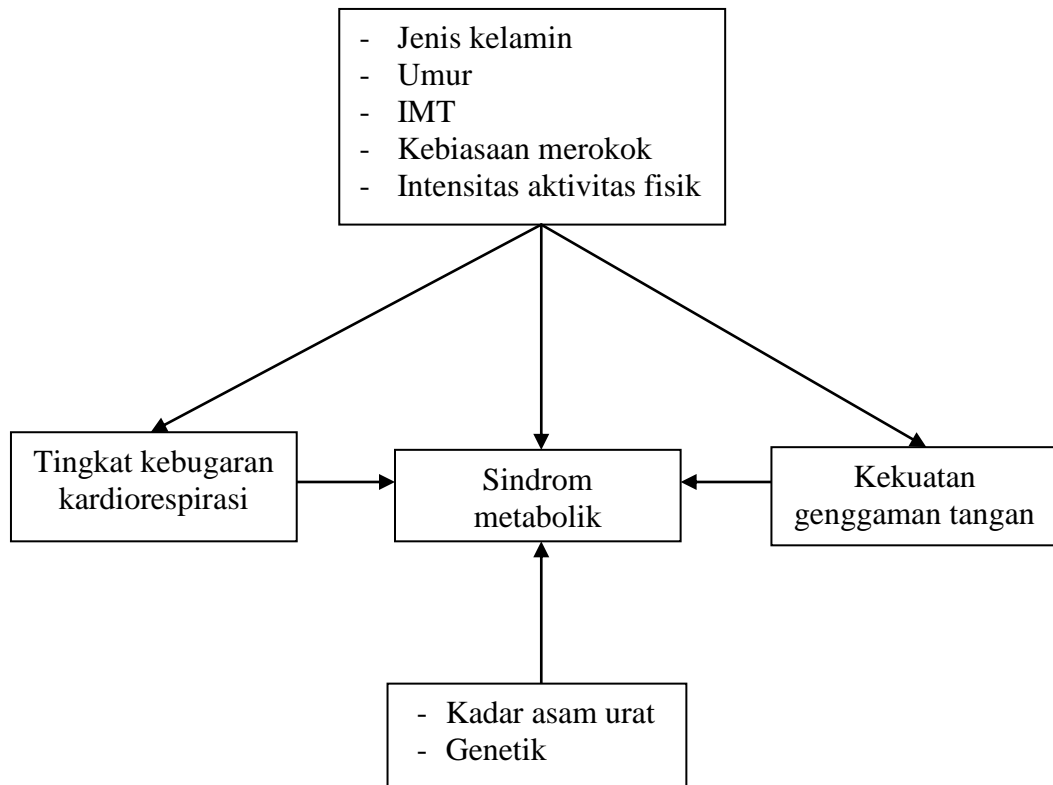 - Jenis kelamin
- Umur
- IMT
- Kebiasaan merokok
- Intensitas aktivitas fisik
Tingkat kebugaran
kardiorespirasi
Sindrom
metabolik
Kekuatan
genggaman tangan
- Kadar asam urat
- Genetik